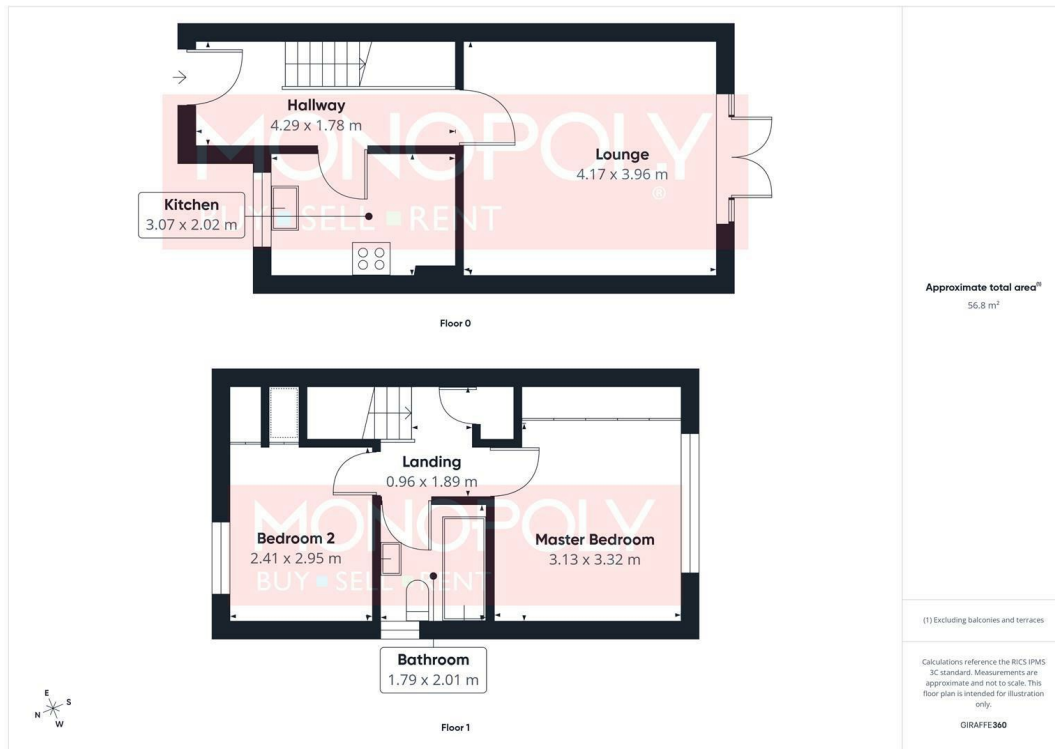 Hallway
4.29 x 1.78 m
MONOPOLY
®
BUY SELL RENT
Lounge
4.17 x 3.96 m
Kitchen
3.07 x 2.02 m
Floor 0
Approximate total area(1)
56.8 m²
Landing
0.96 x 1.89 m
MONOPOLY
BUY SELL RENT
Bedroom 2
2.41 x 2.95 m
Master Bedroom
3.13 x 3.32 m
Bathroom
1.79 x 2.01 m
Floor 1
E
S
N
W
(1) Excluding balconies and terraces
Calculations reference the RICS IPMS
3C standard. Measurements are
approximate and not to scale. This
floor plan is intended for illustration
only.
GIRAFFE360